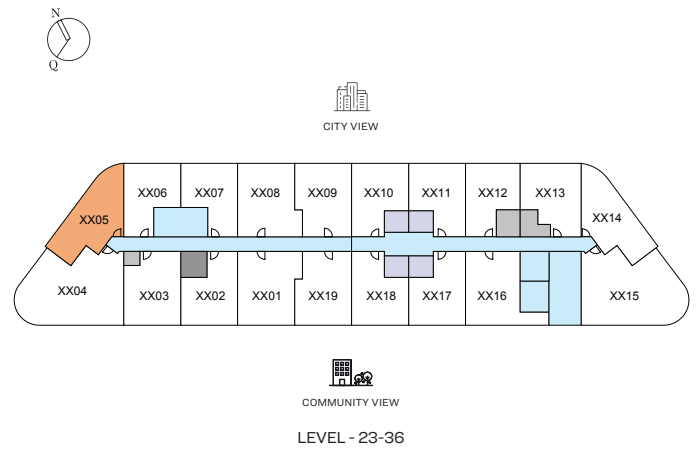 N
Q
CITY VIEW
XX06 XX07 XX08 XX09 XX10 XX11 XX12 XX13
XX05 XX14
XX04 XX03 XX02 XX01 XX19 XX18 XX17 XX16 XX15
COMMUNITY VIEW
LEVEL - 23-36